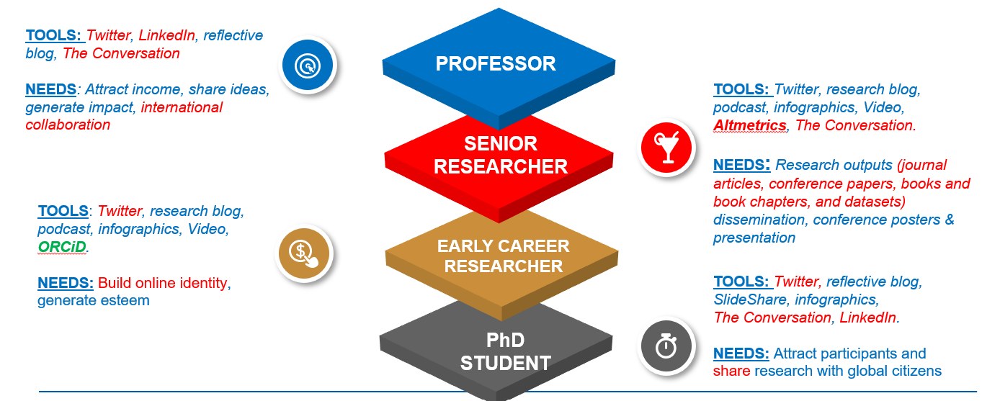 TOOLS: Twitter, LinkedIn, reflective
blog, The Conversation
NEEDS: Attract income, share ideas,
generate impact, international
collaboration
PROFESSOR
TOOLS: Twitter, research blog,
podcast, infographics, Video,
Altmetrics, The Conversation.
NEEDS: Research outputs (journal
articles, conference papers, books and
book chapters, and datasets)
dissemination, conference posters &
presentation
SENIOR
RESEARCHER
TOOLS: Twitter, research blog,
podcast, infographics, Video,
ORCiD.
NEEDS: Build online identity,
generate esteem
$
EARLY CAREER
RESEARCHER
TOOLS: Twitter, reflective blog,
SlideShare, infographics,
The Conversation, LinkedIn.
NEEDS: Attract participants and
share research with global citizens
PhD
STUDENT